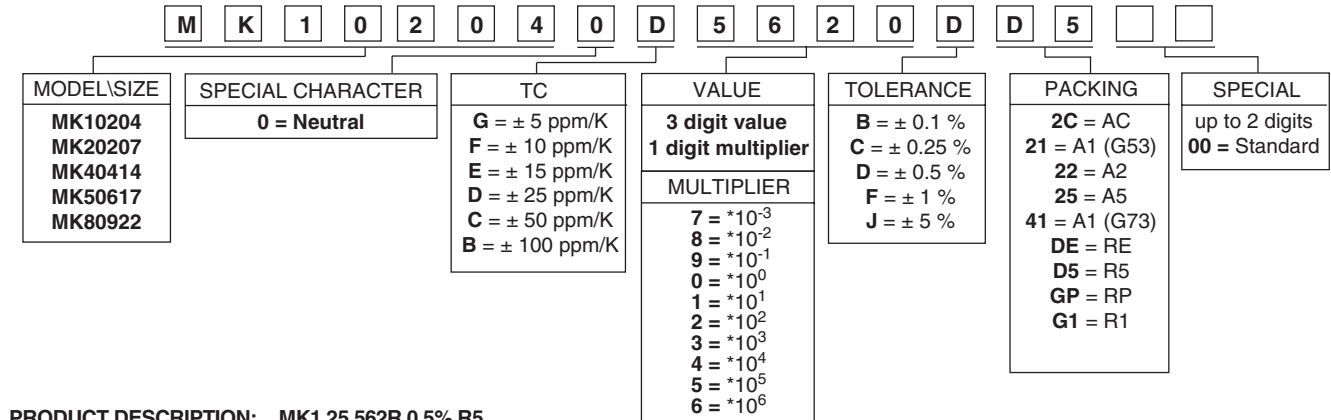 M K 1 0 2 0 4 0 D 5 6 2 0 D D 5
MODEL\SIZE
MK10204
MK20207
MK40414
MK50617
MK80922
SPECIAL CHARACTER
0 = Neutral
TC
G = ± 5 ppm/K
F = ± 10 ppm/K
E = ± 15 ppm/K
D = ± 25 ppm/K
C = ± 50 ppm/K
B = ± 100 ppm/K
VALUE
3 digit value
1 digit multiplier
MULTIPLIER
7 = *10⁻³
8 = *10⁻²
9 = *10⁻¹
0 = *10⁰
1 = *10¹
2 = *10²
3 = *10³
4 = *10⁴
5 = *10⁵
6 = *10⁶
TOLERANCE
B = ± 0.1 %
C = ± 0.25 %
D = ± 0.5 %
F = ± 1 %
J = ± 5 %
PACKING
2C = AC
21 = A1 (G53)
22 = A2
25 = A5
41 = A1 (G73)
DE = RE
D5 = R5
GP = RP
G1 = R1
SPECIAL
up to 2 digits
00 = Standard
PRODUCT DESCRIPTION: MK1 25 562R 0.5% R5